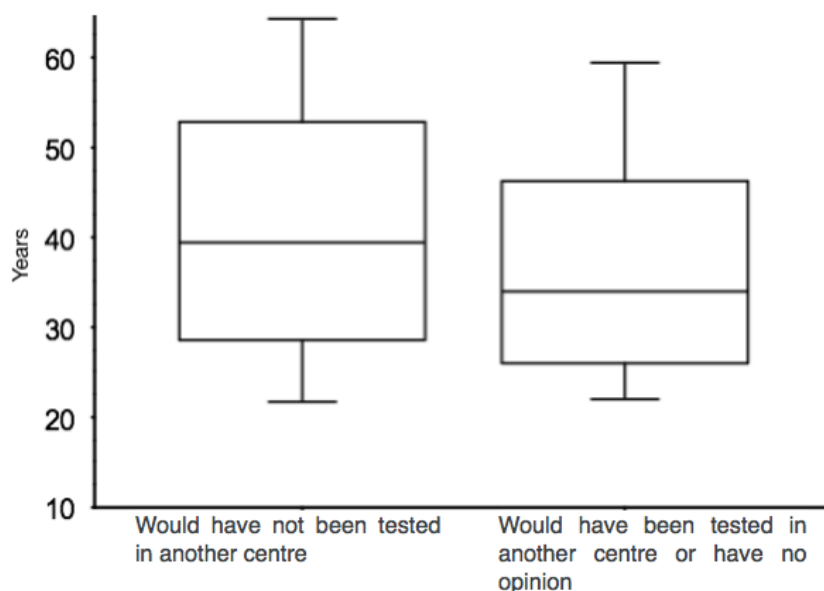 60
50
40
30
20
10
Years
Would have not been tested
in another centre
Would have been tested in
another centre or have no
opinion